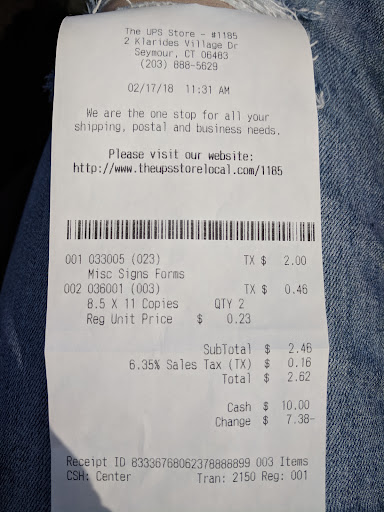 The UPS Store - #1185
2 Klarides Village Dr
Seymour, CT 06483
(203) 888-5629
02/17/18 11:31 AM
We are the one stop for all your
shipping, postal and business needs.
Please visit our website:
http://www.theupsstorelocal.com/1185
001 033005 (023) TX $ 2.00
Misc Signs Forms
002 036001 (003) TX $ 0.46
8.5 X 11 Copies QTY 2
Reg Unit Price $ 0.23
SubTotal $ 2.46
6.35% Sales Tax (TX) $ 0.16
Total $ 2.62
Cash $ 10.00
Change $ 7.38-
Receipt ID 83336768062378888899 003 Items
CSH: Center Tran: 2150 Reg: 001